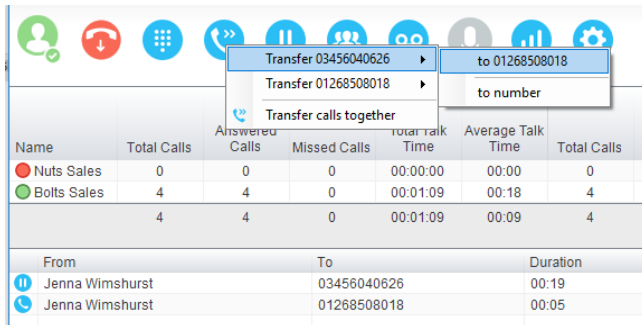 Transfer 03456040626 to 01268508018
Transfer 01268508018 to number
Transfer calls together
Name Total Calls Answered Calls Missed Calls Total Talk Time Average Talk Time Total Calls
Nuts Sales 0 0 0 00:00:00 00:00 0
Bolts Sales 4 4 0 00:01:09 00:18 4
4 4 0 00:01:09 00:09 4
From To Duration
Jenna Wimshurst 03456040626 00:19
Jenna Wimshurst 01268508018 00:05